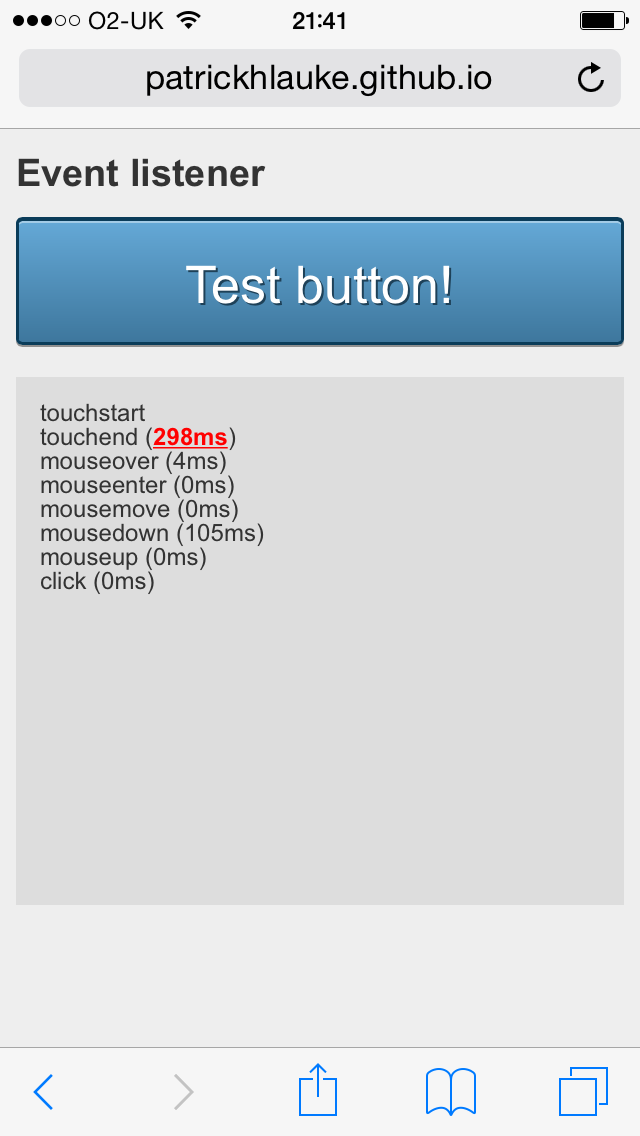 O2-UK 21:41
patrickhlauke.github.io
Event listener
Test button!
touchstart
touchend (298ms)
mouseover (4ms)
mouseenter (0ms)
mousemove (0ms)
mousedown (105ms)
mouseup (0ms)
click (0ms)